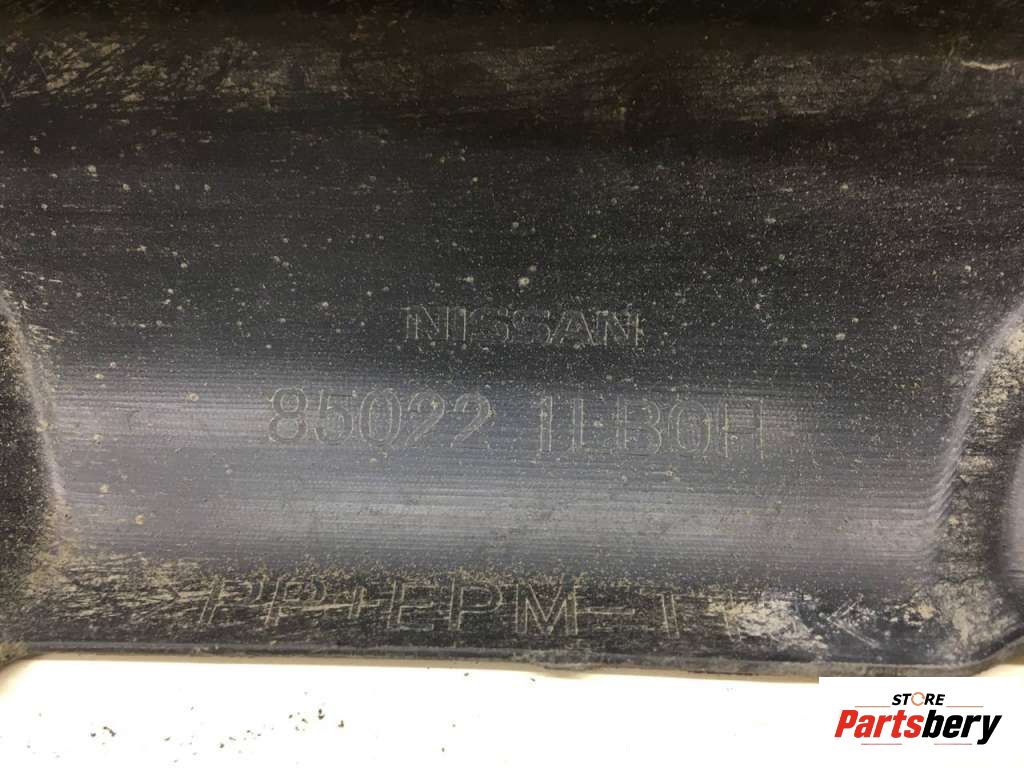 NISSAN
85022 1LB0H
PP+EPM-T
STORE
Partsbery